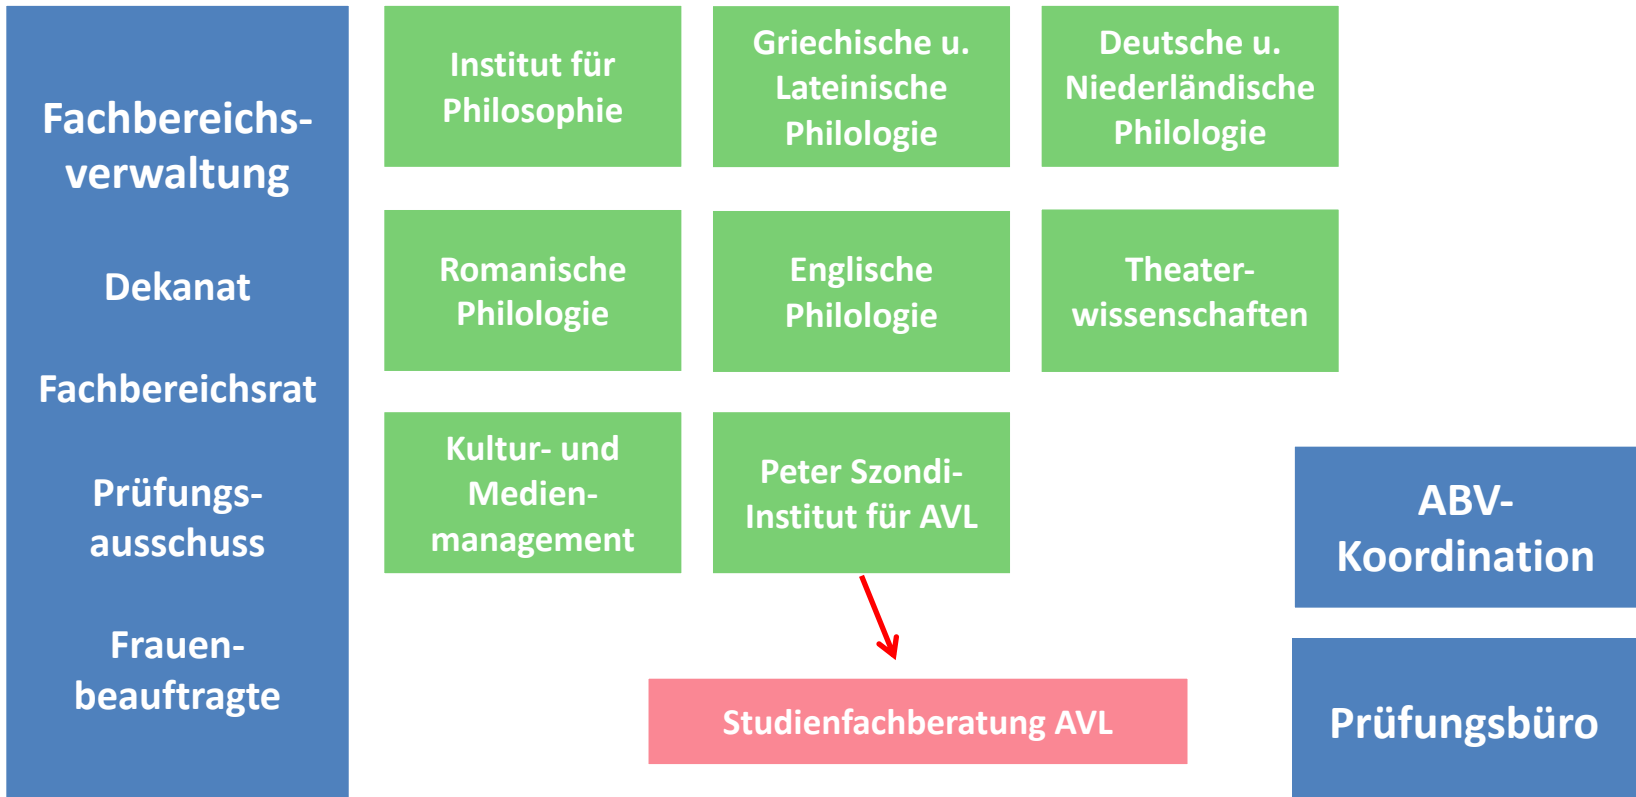 Fachbereichs-
verwaltung
Dekanat
Fachbereichsrat
Prüfungs-
ausschuss
Frauen-
beauftragte
Institut für
Philosophie
Griechische u.
Lateinische
Philologie
Deutsche u.
Niederländische
Philologie
Romanische
Philologie
Englische
Philologie
Theater-
wissenschaften
Kultur- und
Medien-
management
Peter Szondi-
Institut für AVL
Studienfachberatung AVL
ABV-
Koordination
Prüfungsbüro